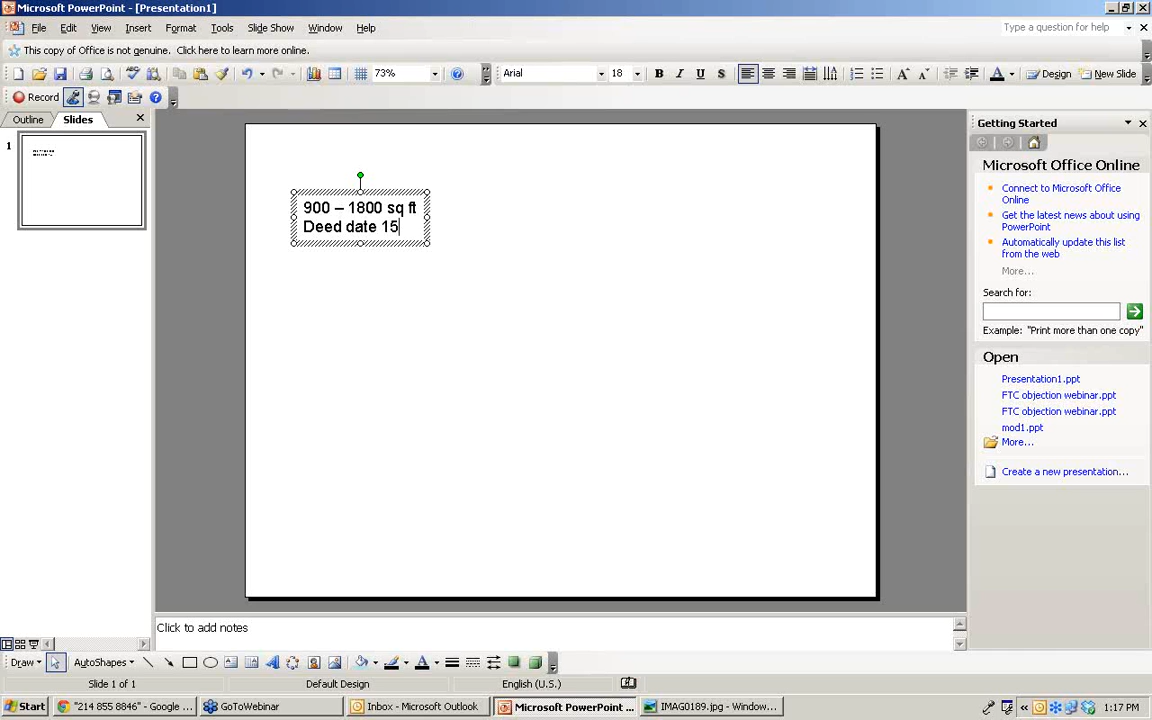 Microsoft PowerPoint - [Presentation1]
File Edit View Insert Format Tools Slide Show Window Help
Type a question for help
This copy of Office is not genuine. Click here to learn more online.
73%
Arial
18
B I U S
A A A
Design
New Slide
Record
Outline Slides
Getting Started
1
Microsoft Office Online
Connect to Microsoft Office
Online
Get the latest news about using
PowerPoint
Automatically update this list
from the web
More...
Search for:
Example: "Print more than one copy"
Open
Presentation1.ppt
FTC objection webinar.ppt
FTC objection webinar.ppt
mod1.ppt
More...
Create a new presentation...
900 – 1800 sq ft
Deed date 15
Click to add notes
Draw
AutoShapes
Slide 1 of 1
Default Design
English (U.S.)
Start
"214 855 8846" - Google ...
GoToWebinar
Inbox - Microsoft Outlook
Microsoft PowerPoint ...
IMAG0189.jpg - Window...
1:17 PM